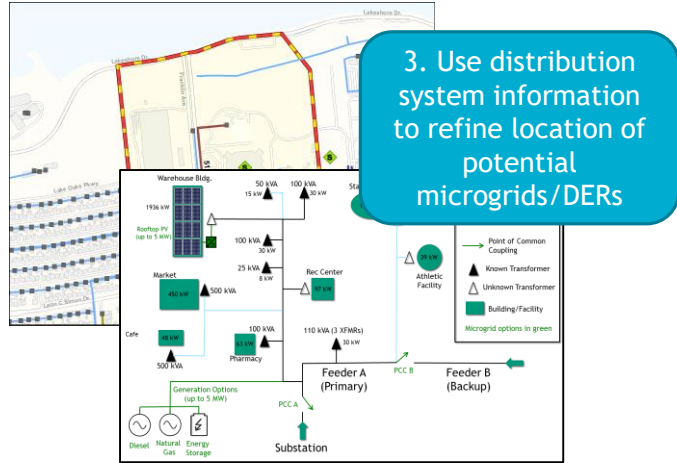 Lakeshore Dr.
Lakeshore Dr.
Franklin Ave.
Lake Oaks Pkwy
S
S
3. Use distribution
system information
to refine location of
potential
microgrids/DERs
Warehouse Bldg.
1936 kW
Rooftop PV
(up to 5 MW)
50 kVA
15 kW
100 kVA
30 kW
100 kVA
30 kW
25 kVA
8 kW
Rec Center
57 kW
39 kW
Athletic
Facility
Point of Common
Coupling
Known Transformer
Unknown Transformer
Building/Facility
Microgrid options in green
Market
450 kW
500 kVA
Cafe
48 kW
500 kVA
100 kVA
63 kW
Pharmacy
110 kVA (3 XFMRs)
30 kW
Feeder A
(Primary)
PCC B
Feeder B
(Backup)
Generation Options
(up to 5 MW)
PCC A
Diesel
Natural
Gas
Energy
Storage
Substation